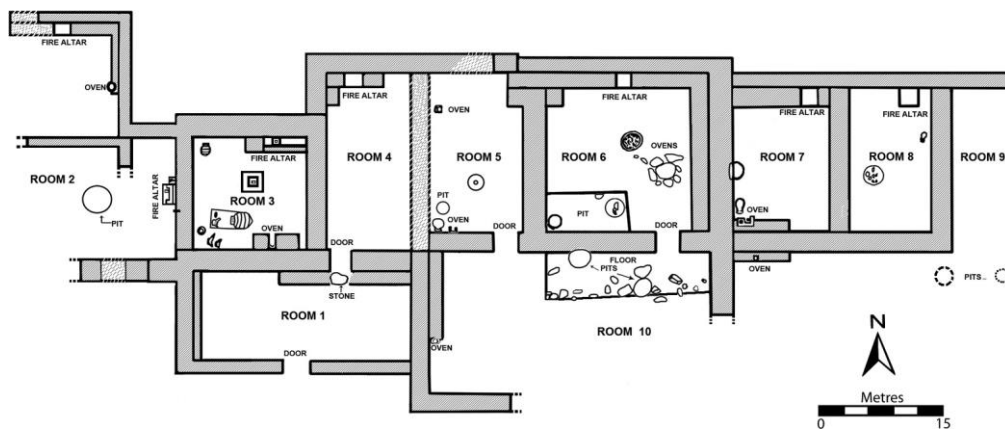 FIRE ALTAR
OVEN
ROOM 2
PIT
FIRE ALTAR
FIRE ALTAR
ROOM 3
OVEN
FIRE ALTAR
ROOM 4
DOOR
STONE
ROOM 1
DOOR
OVEN
ROOM 5
PIT
OVEN
DOOR
OVEN
FIRE ALTAR
ROOM 6
OVENS
PIT
DOOR
FLOOR
PITS
ROOM 10
FIRE ALTAR
ROOM 7
OVEN
OVEN
FIRE ALTAR
ROOM 8
ROOM 9
PITS
N
Metres
0 15